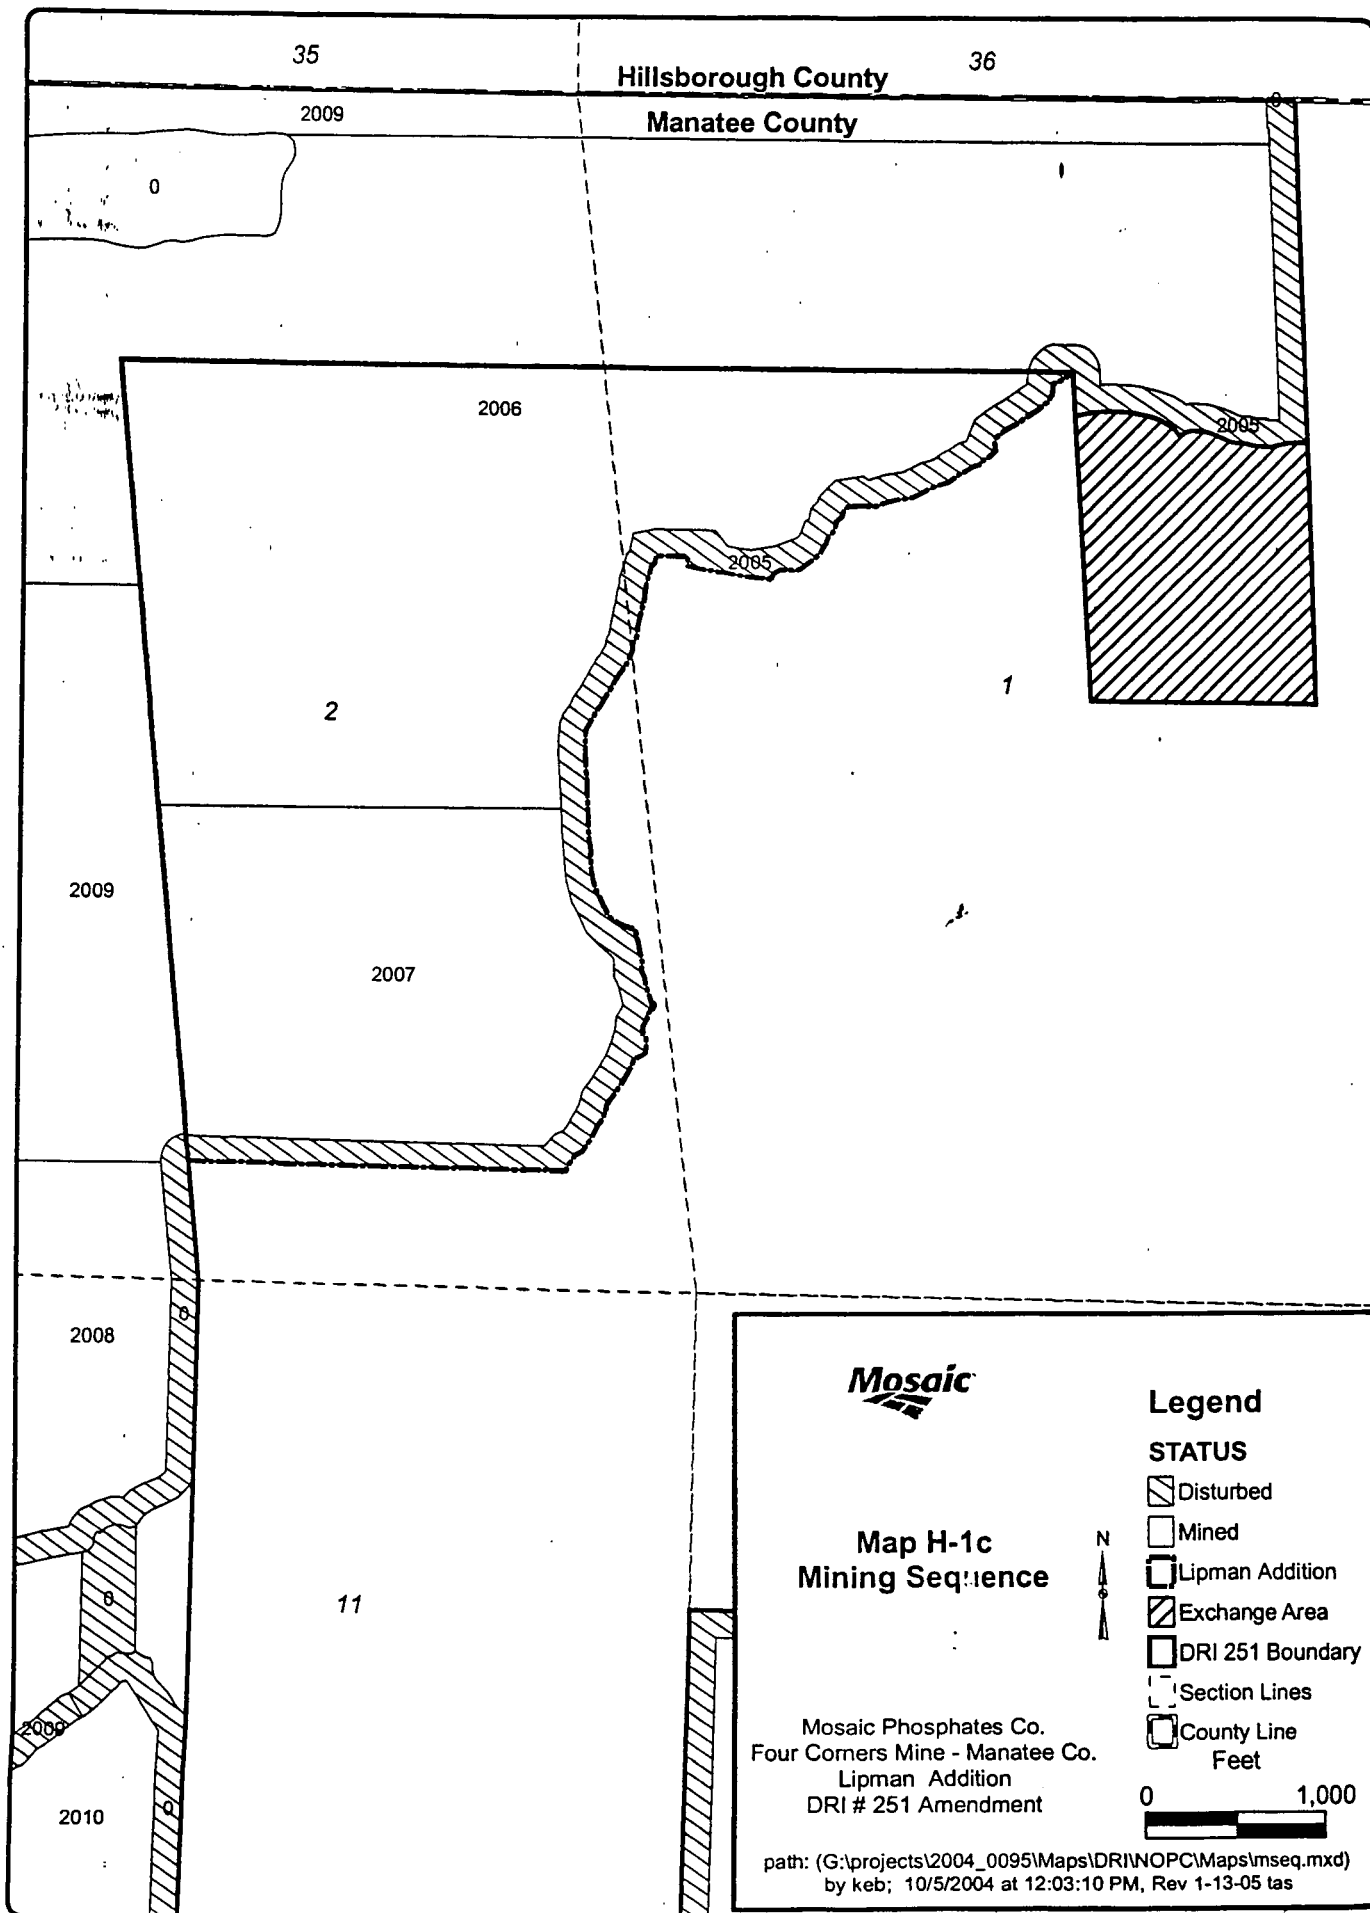 35
36
Hillsborough County
0
2009
Manatee County
0
2006
2005
2005
1
2
2009
2007
0
2008
0
11
2009
0
2010
Mosaic
Legend
STATUS
Disturbed
Mined
Lipman Addition
Exchange Area
DRI 251 Boundary
Section Lines
County Line
Map H-1c
Mining Sequence
N
Mosaic Phosphates Co.
Four Corners Mine - Manatee Co.
Lipman Addition
DRI # 251 Amendment
Feet
0 1,000
path: (G:\projects\2004_0095\Maps\DRI\NOPC\Maps\mseq.mxd)
by keb; 10/5/2004 at 12:03:10 PM, Rev 1-13-05 tas